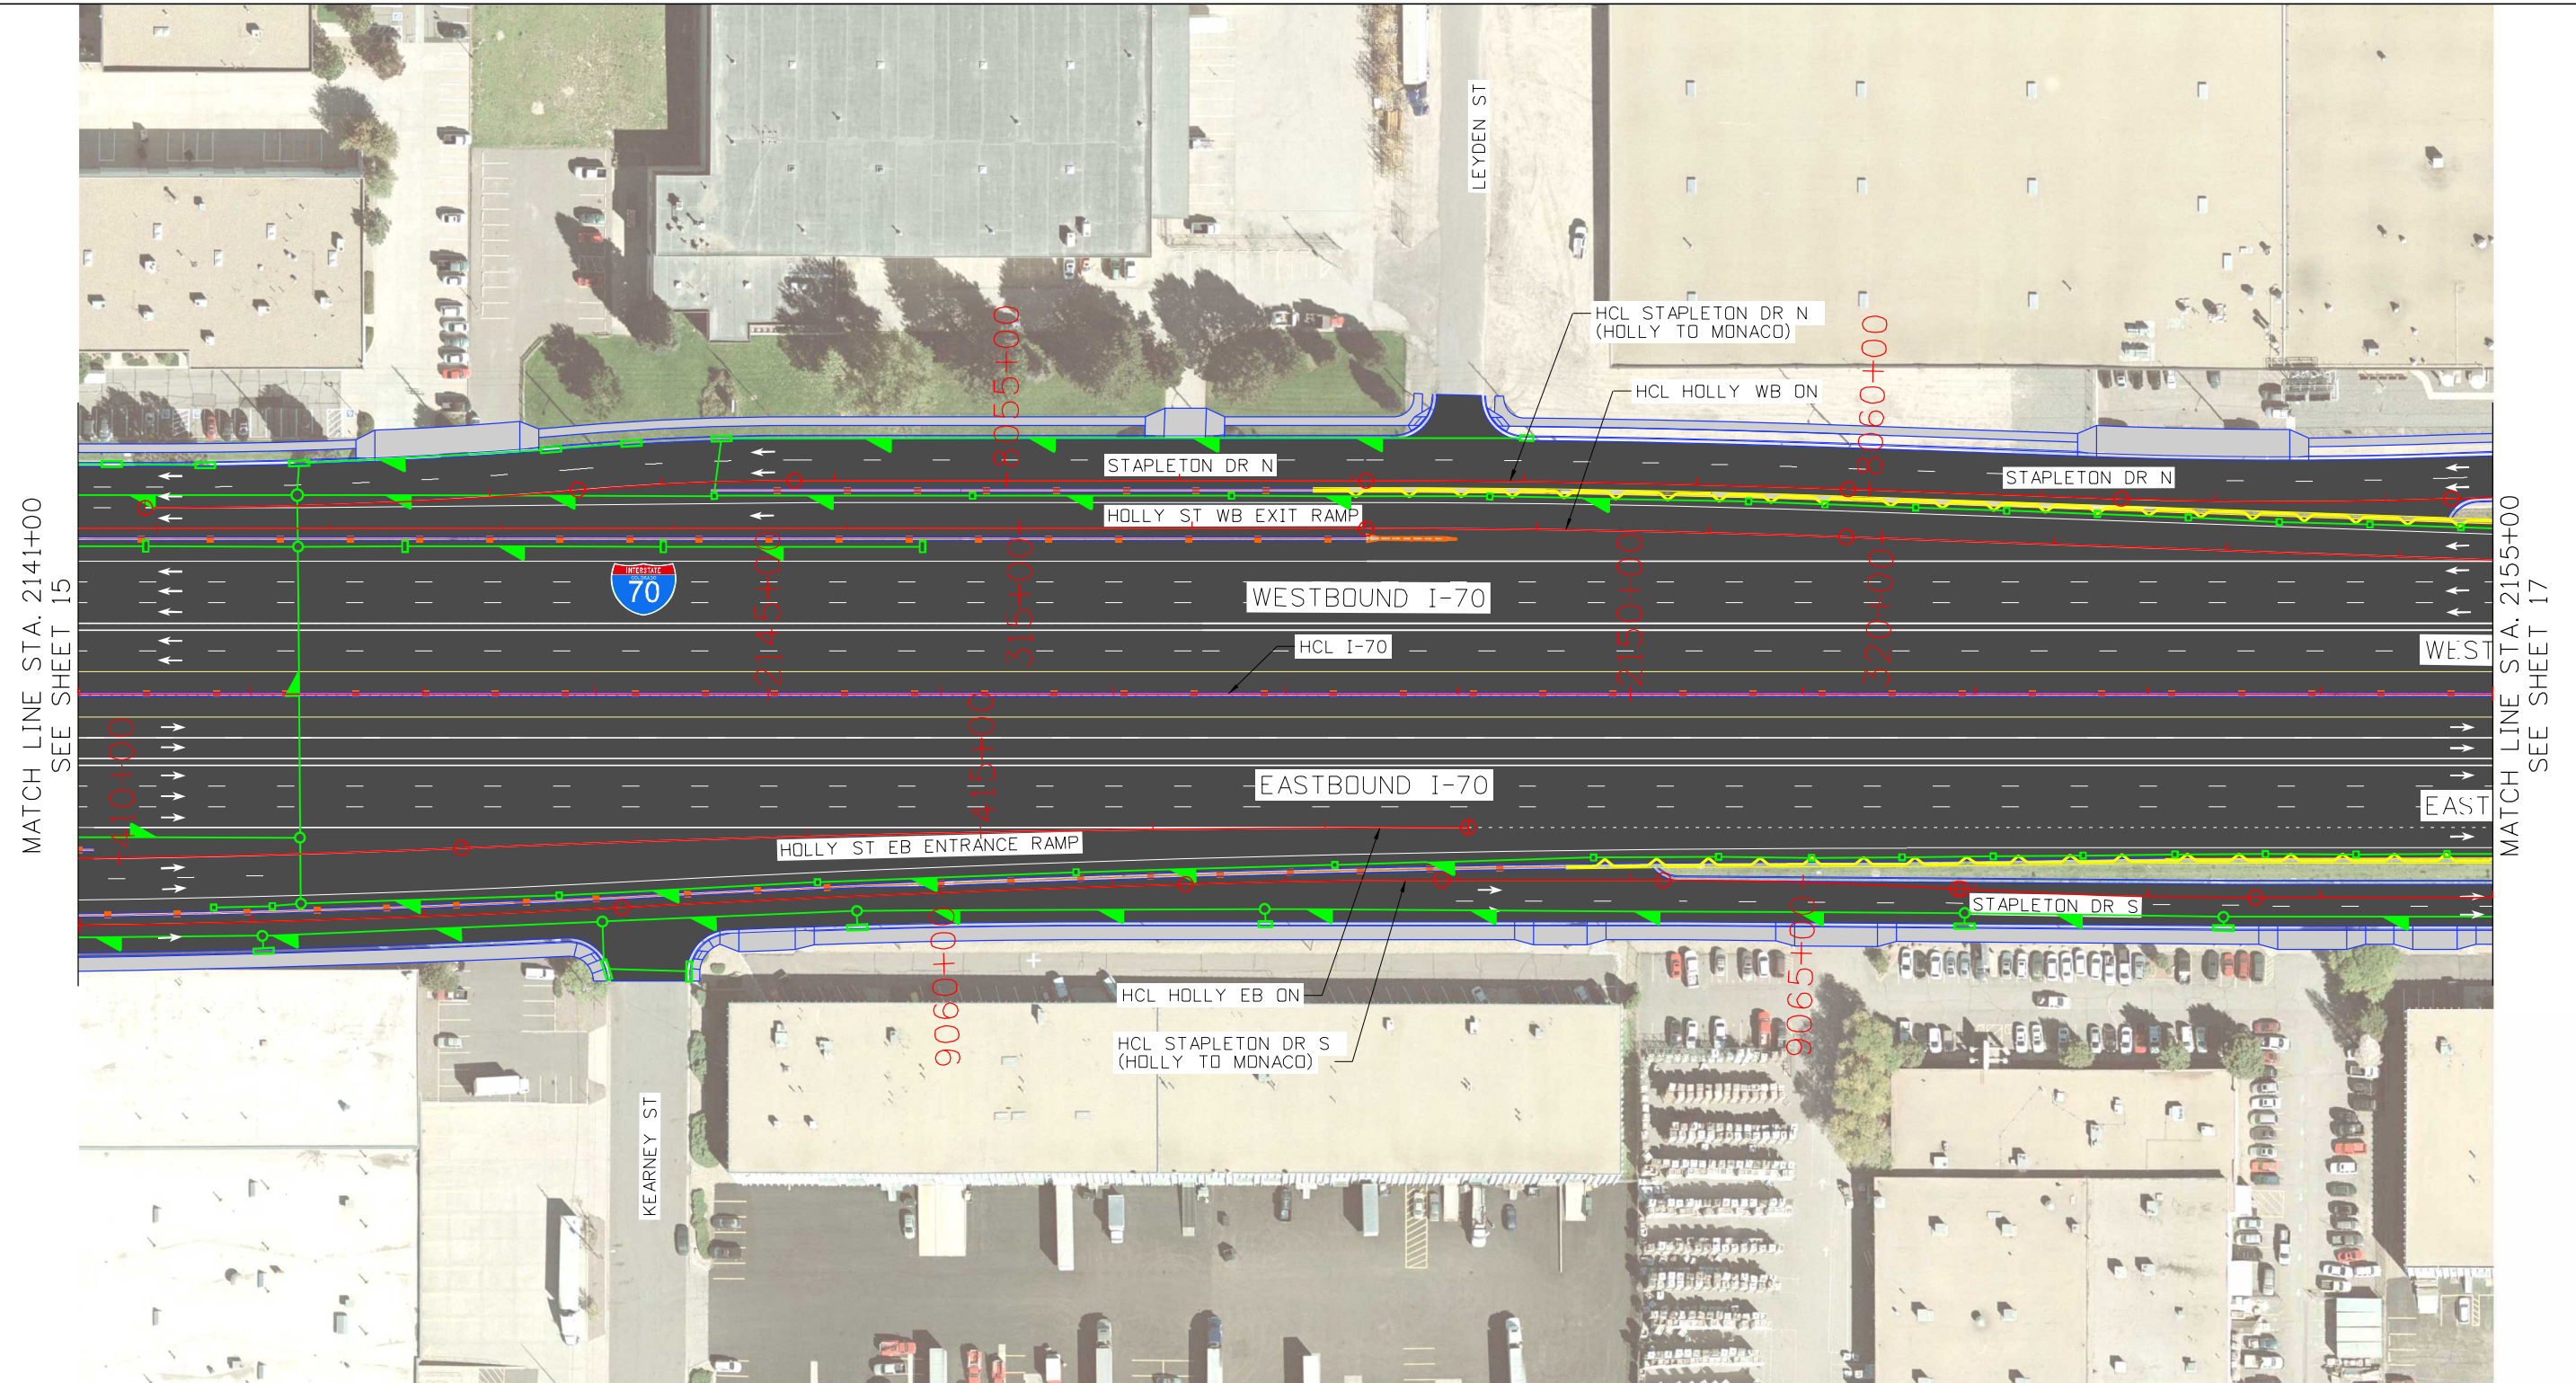 LEYDEN ST
HCL STAPLETON DR N
(HOLLY TO MONACO)
HCL HOLLY WB ON
8055+00
8060+00
STAPLETON DR N
STAPLETON DR N
HOLLY ST WB EXIT RAMP
MATCH LINE STA. 2141+00
SEE SHEET 15
MATCH LINE STA. 2155+00
SEE SHEET 17
INTERSTATE
COLORADO
70
2145+00
315+00
2150+00
320+00
WESTBOUND I-70
HCL I-70
WEST
410+00
415+00
EASTBOUND I-70
EAST
HOLLY ST EB ENTRANCE RAMP
STAPLETON DR S
9060+00
9065+00
HCL HOLLY EB ON
HCL STAPLETON DR S
(HOLLY TO MONACO)
KEARNEY ST